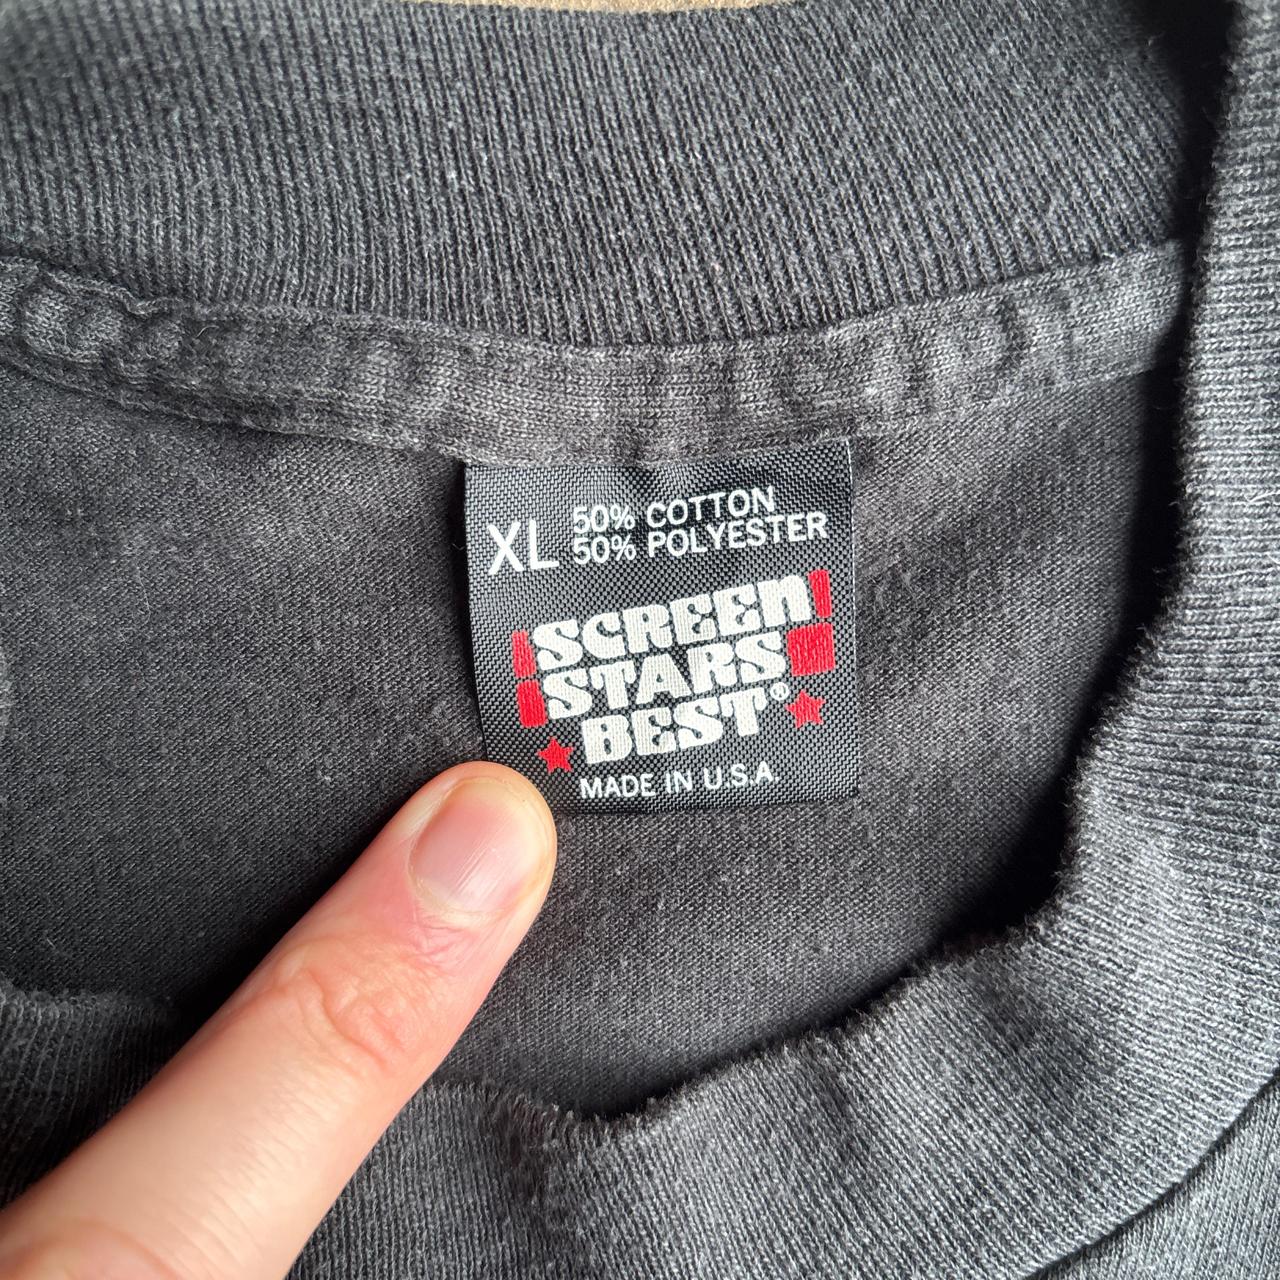 XL
50% COTTON
50% POLYESTER
SCREEN
STARS
BEST®
MADE IN U.S.A